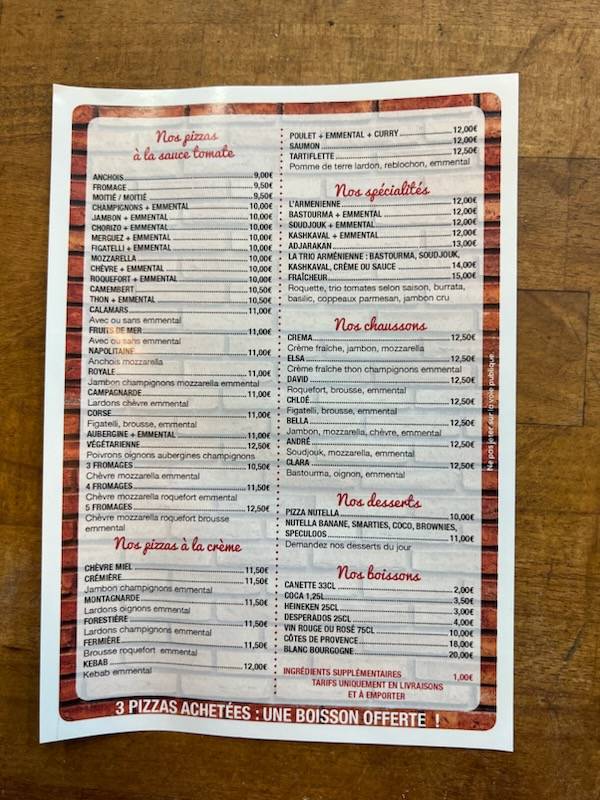 Nos pizzas
à la sauce tomate
ANCHOIS 9,00€
FROMAGE 9,50€
MOITIÉ / MOITIÉ 9,50€
CHAMPIGNONS + EMMENTAL 10,00€
JAMBON + EMMENTAL 10,00€
CHORIZO + EMMENTAL 10,00€
MERGUEZ + EMMENTAL 10,00€
FIGATELLI + EMMENTAL 10,00€
MOZZARELLA 10,00€
CHÈVRE + EMMENTAL 10,00€
ROQUEFORT + EMMENTAL 10,00€
CAMEMBERT 10,50€
THON + EMMENTAL 10,50€
CALAMARS 11,00€
Avec ou sans emmental
FRUITS DE MER 11,00€
Avec ou sans emmental
NAPOLITAINE 11,00€
Anchois mozzarella
ROYALE 11,00€
Jambon champignons mozzarella emmental
CAMPAGNARDE 11,00€
Lardons chèvre emmental
CORSE 11,00€
Figatelli, brousse, emmental
AUBERGINE + EMMENTAL 11,00€
VÉGÉTARIENNE 12,50€
Poivrons oignons aubergines champignons
3 FROMAGES 10,50€
Chèvre mozzarella emmental
4 FROMAGES 11,50€
Chèvre mozzarella roquefort emmental
5 FROMAGES 12,50€
Chèvre mozzarella roquefort brousse
emmental
Nos pizzas à la crème
CHÈVRE MIEL 11,50€
CRÉMIÈRE 11,50€
Jambon champignons emmental
MONTAGNARDE 11,50€
Lardons oignons emmental
FORESTIÈRE 11,50€
Lardons champignons emmental
FERMIÈRE 11,50€
Brousse roquefort emmental
KEBAB 12,00€
Kebab emmental
POULET + EMMENTAL + CURRY 12,00€
SAUMON 12,00€
TARTIFLETTE 12,50€
Pomme de terre lardon, reblochon, emmental
Nos spécialités
L'ARMENIENNE 12,00€
BASTOURMA + EMMENTAL 12,00€
SOUDJOUK + EMMENTAL 12,00€
KASHKAVAL + EMMENTAL 12,00€
ADJARAKAN 13,00€
LA TRIO ARMÉNIENNE : BASTOURMA, SOUDJOUK,
KASHKAVAL, CRÈME OU SAUCE 14,00€
FRAÎCHEUR 15,00€
Roquette, trio tomates selon saison, burrata,
basilic, coppeaux parmesan, jambon cru
Nos chaussons
CREMA 12,50€
Crème fraîche, jambon, mozzarella
ELSA 12,50€
Crème fraîche thon champignons emmental
DAVID 12,50€
Roquefort, brousse, emmental
CHLOÉ 12,50€
Figatelli, brousse, emmental
BELLA 12,50€
Jambon, mozzarella, chèvre, emmental
ANDRÉ 12,50€
Soudjouk, mozzarella, emmental
CLARA 12,50€
Bastourma, oignon, emmental
Nos desserts
PIZZA NUTELLA 10,00€
NUTELLA BANANE, SMARTIES, COCO, BROWNIES,
SPECULOOS 11,00€
Demandez nos desserts du jour
Nos boissons
CANETTE 33CL 2,00€
COCA 1,25L 3,50€
HEINEKEN 25CL 3,00€
DESPERADOS 25CL 4,00€
VIN ROUGE OU ROSÉ 75CL 10,00€
CÔTES DE PROVENCE 18,00€
BLANC BOURGOGNE 20,00€
INGRÉDIENTS SUPPLÉMENTAIRES 1,00€
TARIFS UNIQUEMENT EN LIVRAISONS
ET À EMPORTER
Ne pas jeter sur la voie publique.
3 PIZZAS ACHETÉES : UNE BOISSON OFFERTE !